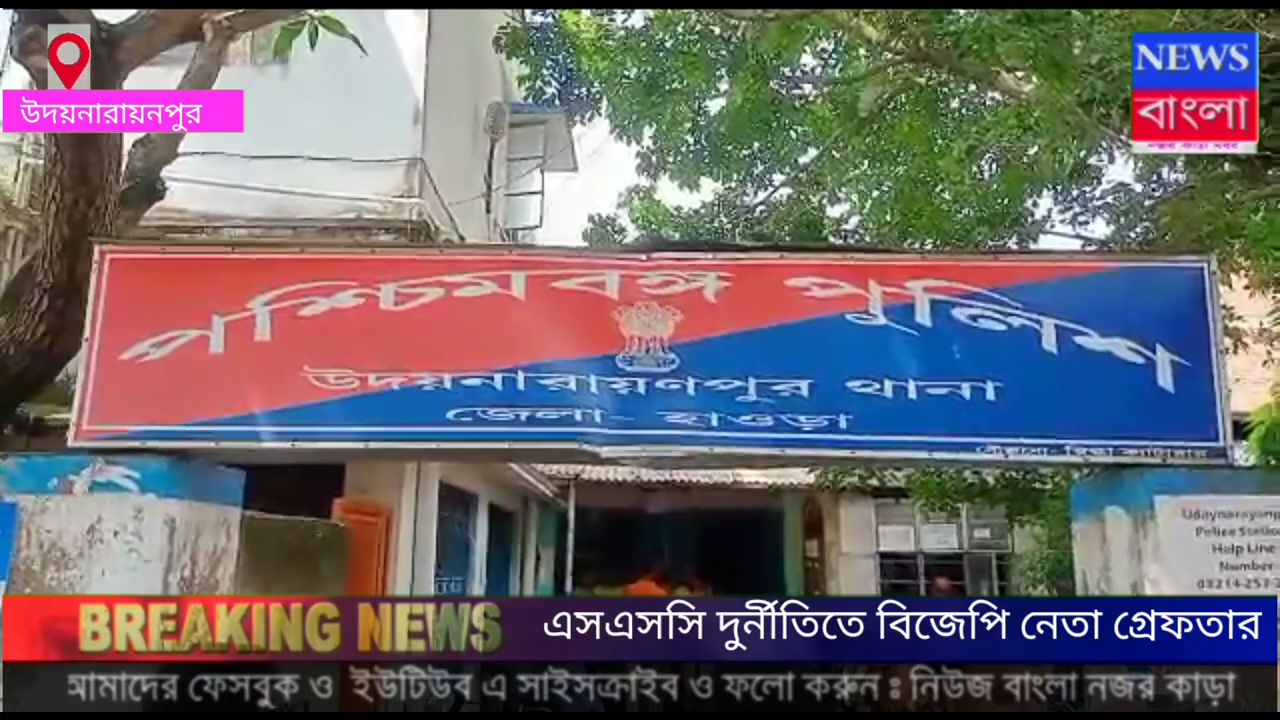 উদয়নারায়নপুর
NEWS
বাংলা
পশ্চিমবঙ্গ পুলিশ
উদয়নারায়ণপুর থানা
জেলা- হাওড়া
Police Station
Help Line
Number
BREAKING NEWS
এসএসসি দুর্নীতিতে বিজেপি নেতা গ্রেফতার
আমাদের ফেসবুক ও ইউটিউব এ সাইসক্রাইব ও ফলো করুন : নিউজ বাংলা নজর কাড়া